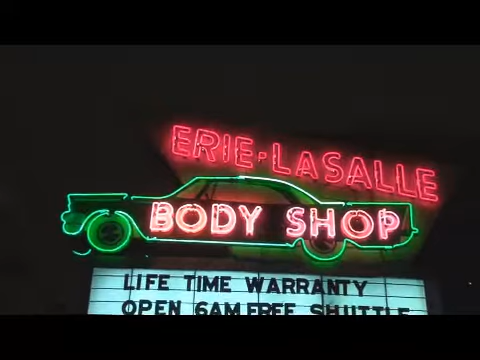 ERIE-LASALLE
BODY SHOP
LIFE TIME WARRANTY
OPEN 6AM FREE SHUTTLE